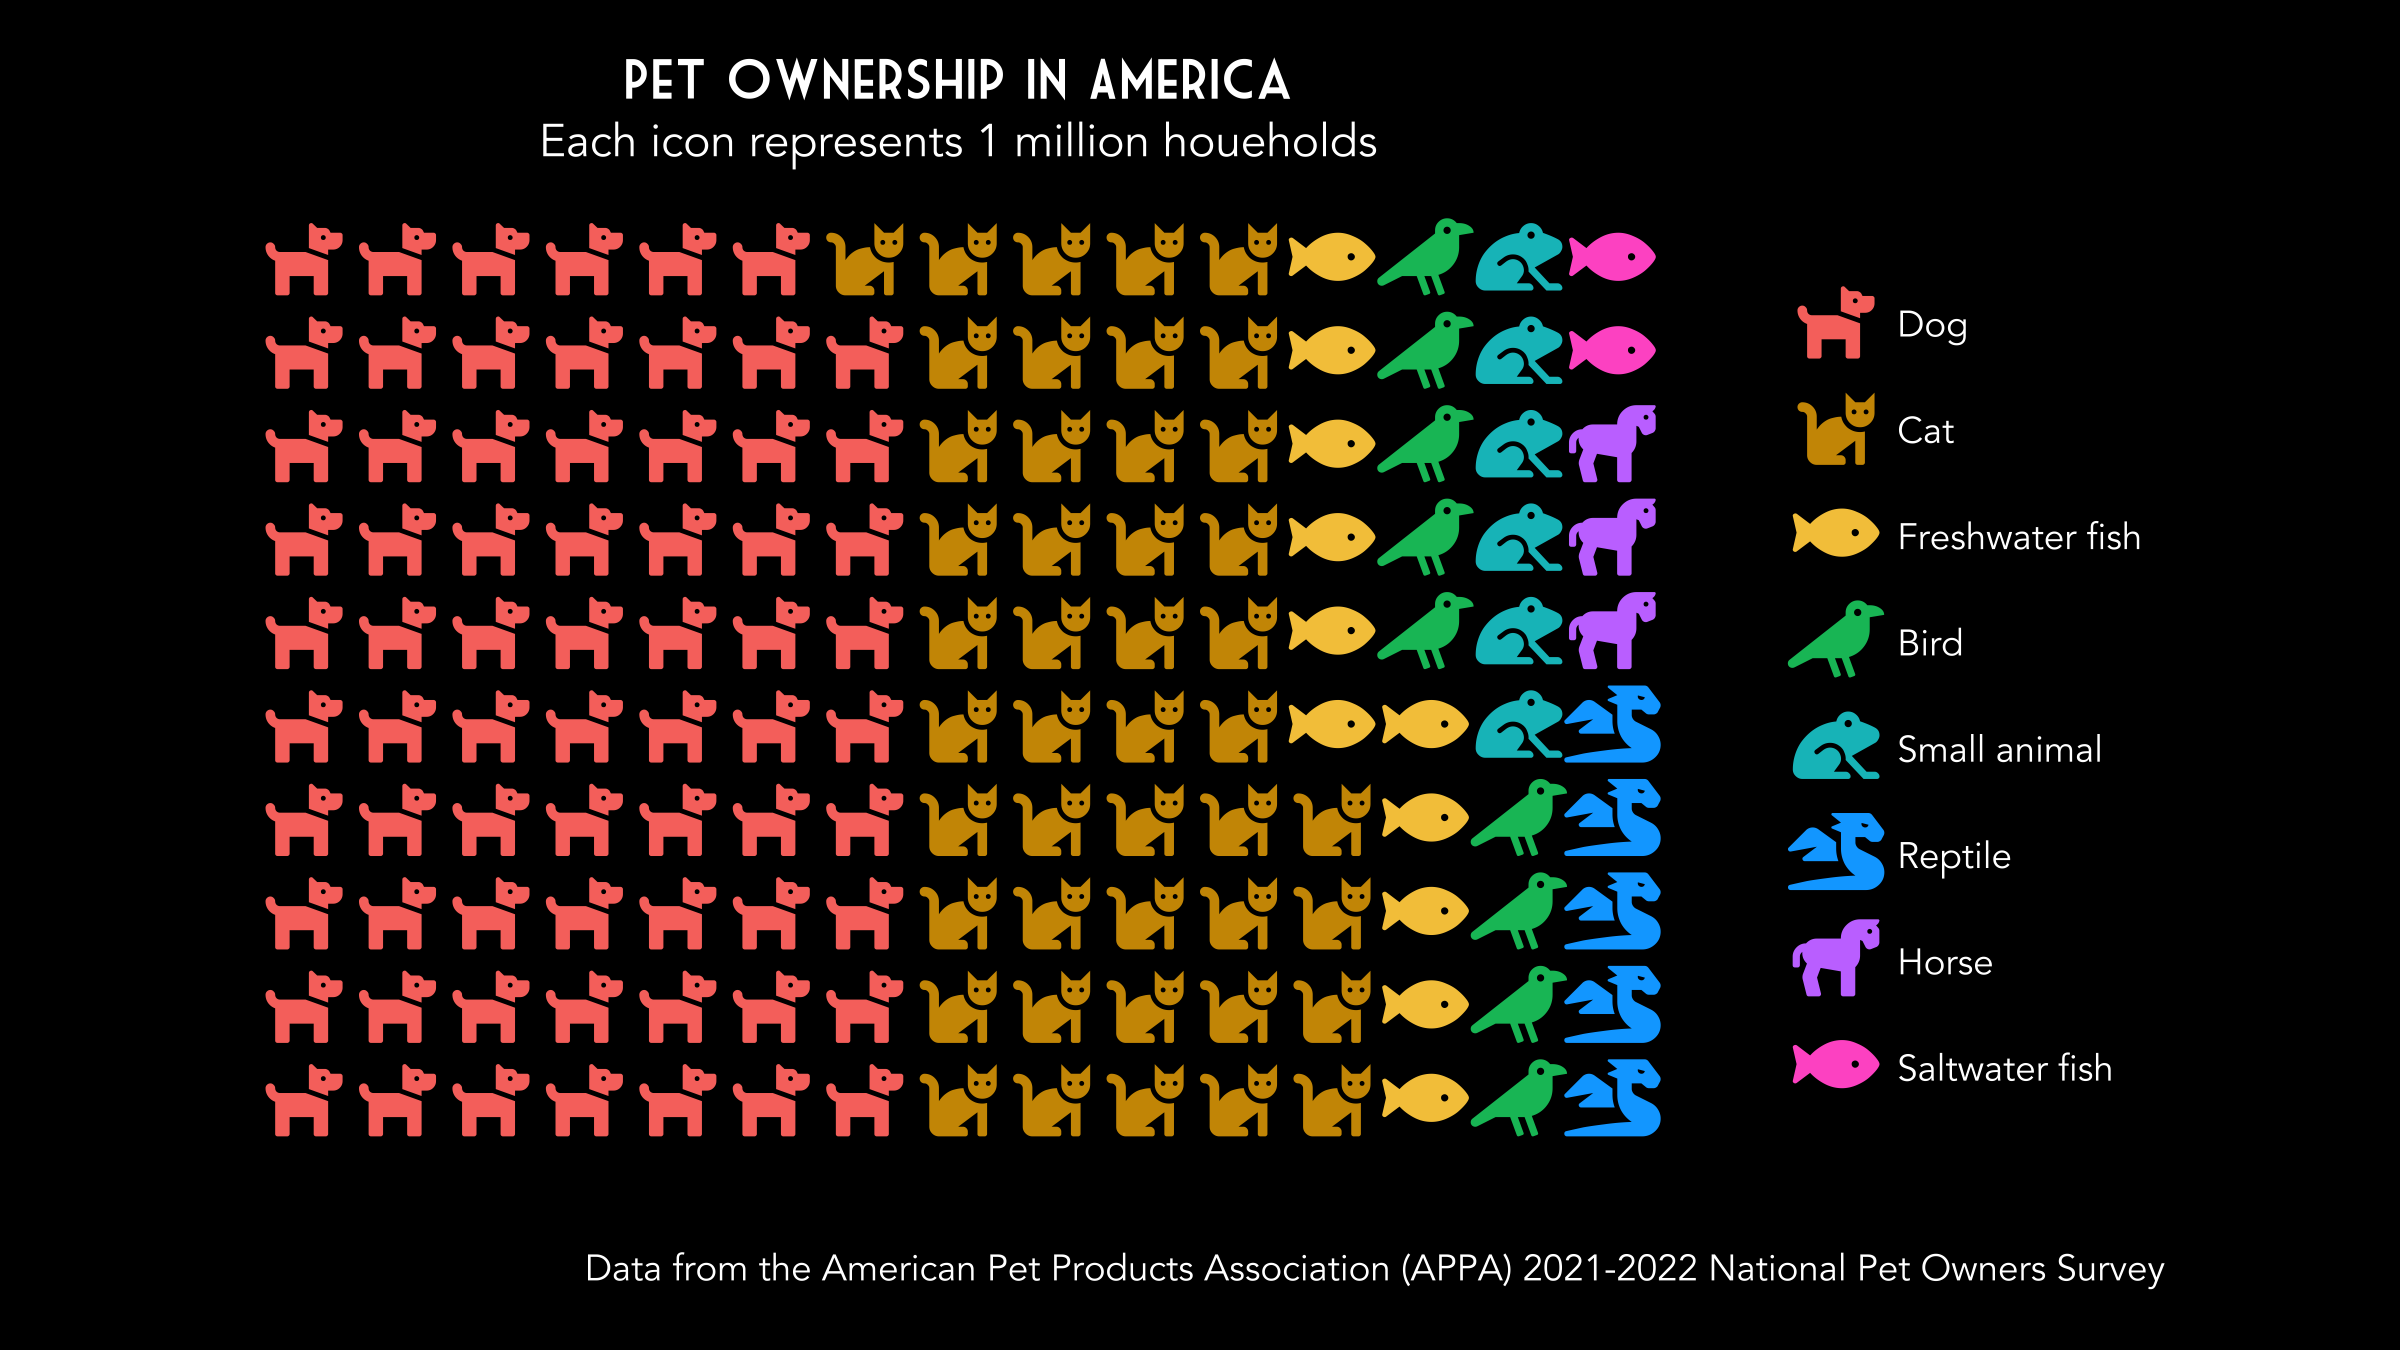 PET OWNERSHIP IN AMERICA
Each icon represents 1 million houeholds
Dog
Cat
Freshwater fish
Bird
Small animal
Reptile
Horse
Saltwater fish
Data from the American Pet Products Association (APPA) 2021-2022 National Pet Owners Survey